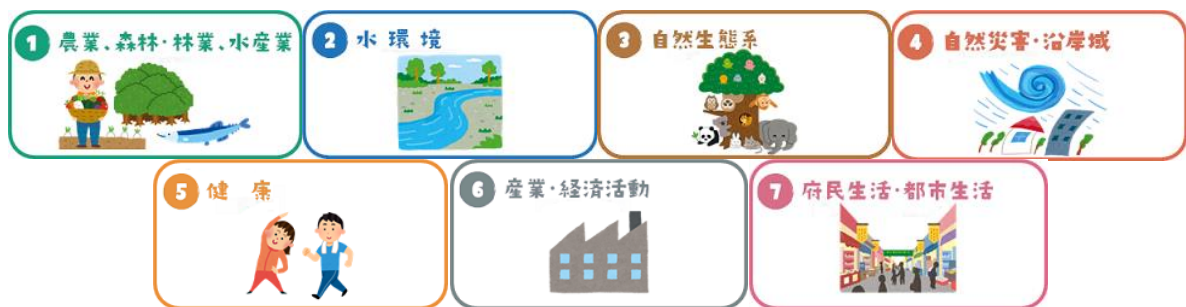 1 農業、森林・林業、水産業
2 水環境
3 自然生態系
4 自然災害・沿岸域
5 健康
6 産業・経済活動
7 府民生活・都市生活